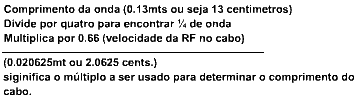 Comprimento da onda (0.13mts ou seja 13 centimetros)
Divide por quatro para encontrar ¼ de onda
Multiplica por 0.66 (velocidade da RF no cabo)
(0.020625mt ou 2.0625 cents.)
siginifica o múltiplo a ser usado para determinar o comprimento do
cabo.